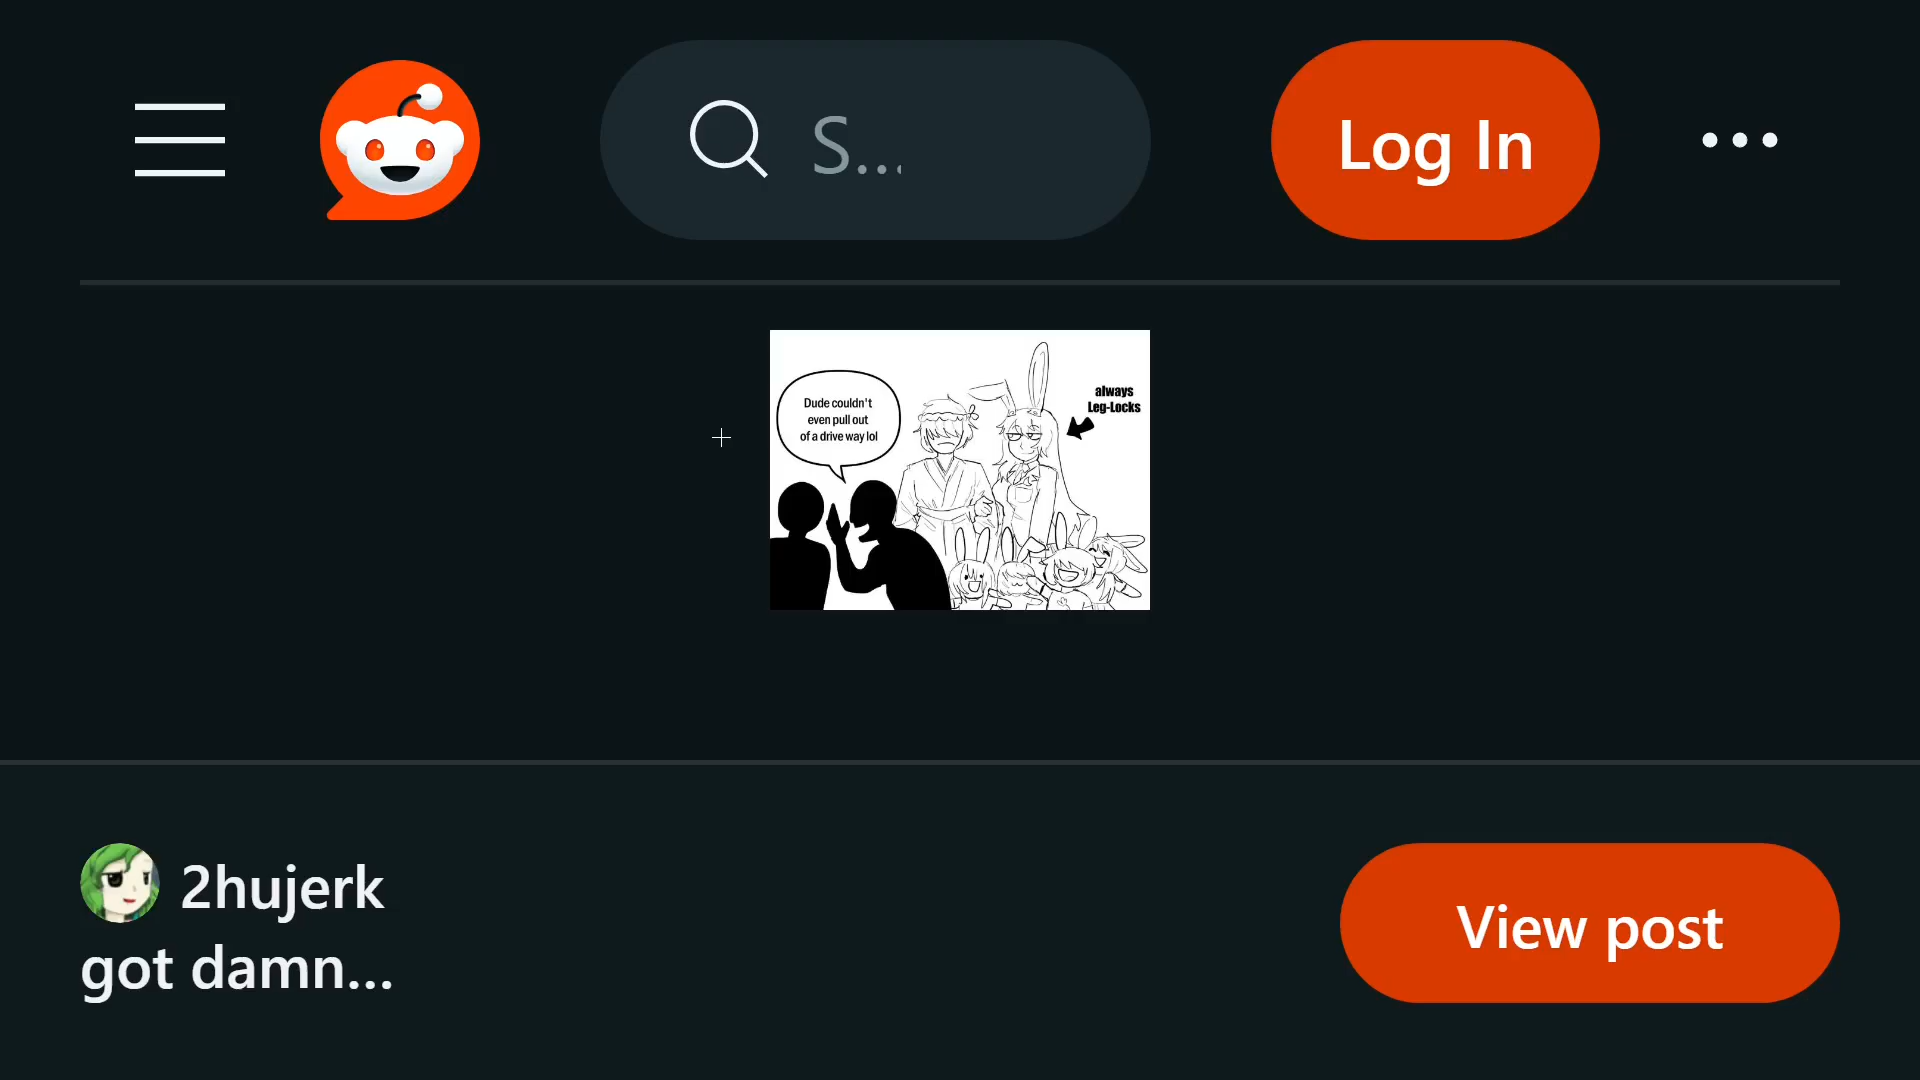 S...
Log In
Dude couldn't
even pull out
of a drive way lol
always
Leg-Locks
2hujerk
got damn...
View post